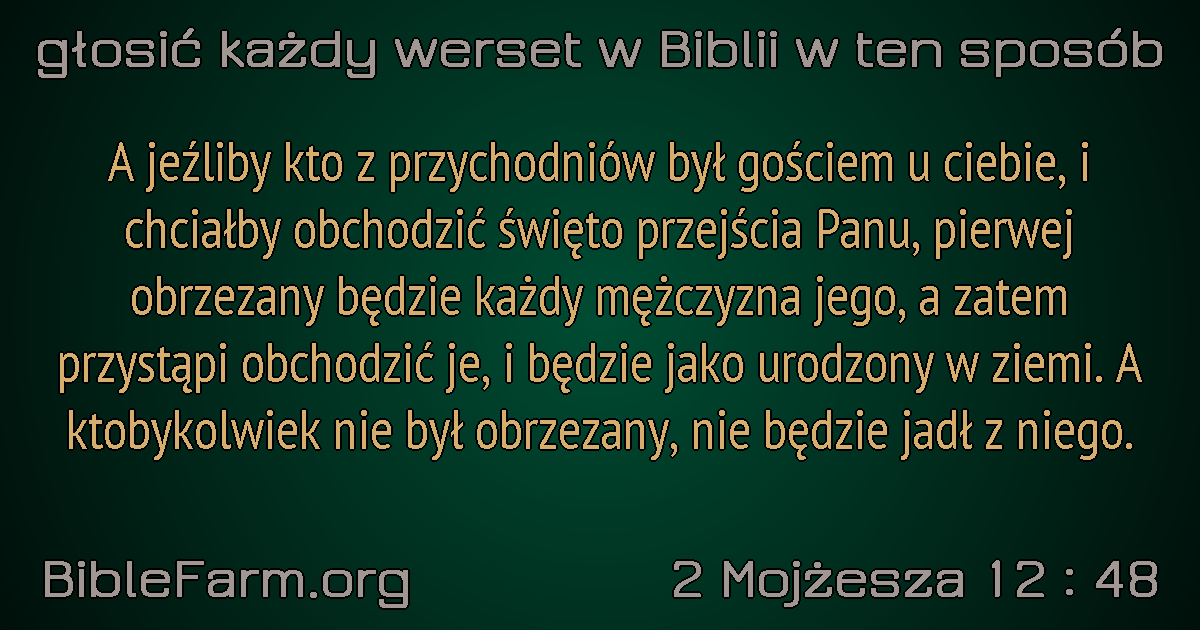 głosić każdy werset w Biblii w ten sposób
A jeźliby kto z przychodniów był gościem u ciebie, i
chciałby obchodzić święto przejścia Panu, pierwej
obrzezany będzie każdy mężczyzna jego, a zatem
przystąpi obchodzić je, i będzie jako urodzony w ziemi. A
ktobykolwiek nie był obrzezany, nie będzie jadł z niego.
BibleFarm.org
2 Mojżesza 12 : 48